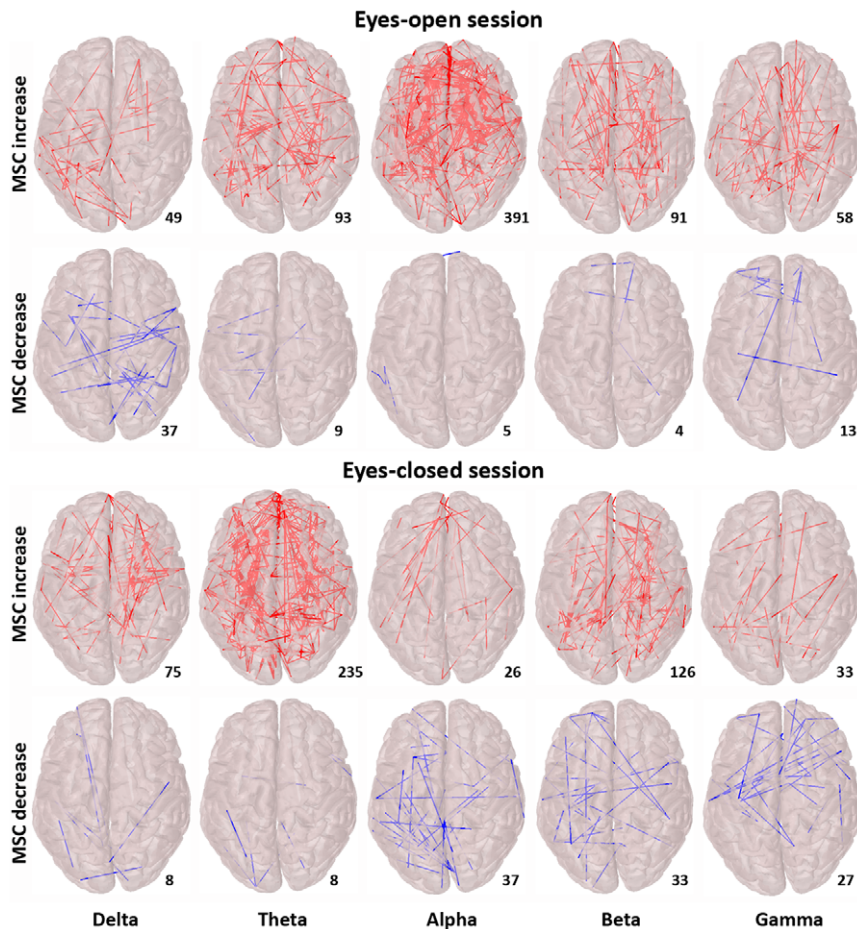 Eyes-open session
MSC increase
49
93
391
91
58
MSC decrease
37
9
5
4
13
Eyes-closed session
MSC increase
75
235
26
126
33
MSC decrease
8
8
37
33
27
Delta
Theta
Alpha
Beta
Gamma